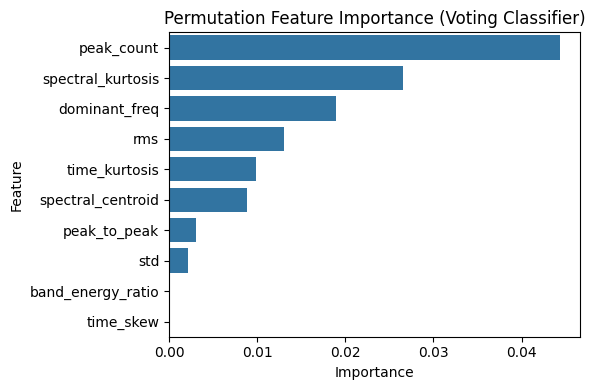 Permutation Feature Importance (Voting Classifier)
Feature
peak_count
spectral_kurtosis
dominant_freq
rms
time_kurtosis
spectral_centroid
peak_to_peak
std
band_energy_ratio
time_skew
0.00 0.01 0.02 0.03 0.04
Importance